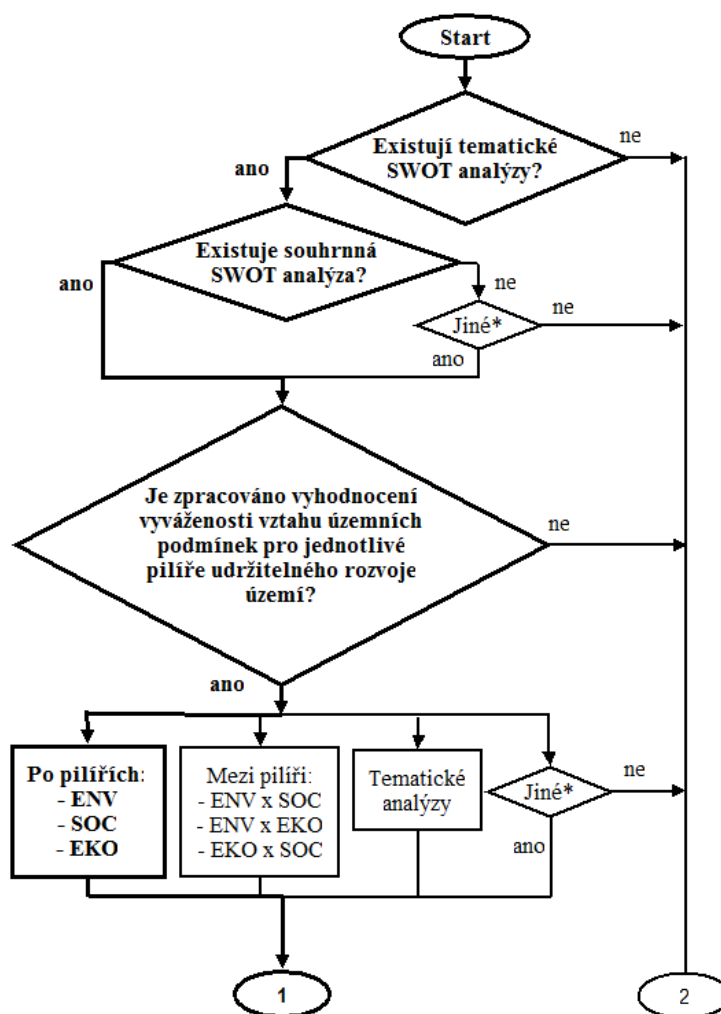 Start
Existují tematické
SWOT analýzy?
ne
ano
Existuje souhrnná
SWOT analýza?
ano
ne
Jiné*
ne
ano
Je zpracováno vyhodnocení
vyváženosti vztahu územních
podmínek pro jednotlivé
pilíře udržitelného rozvoje
území?
ne
ano
Po pilířích:
- ENV
- SOC
- EKO
Mezi pilíři:
- ENV x SOC
- ENV x EKO
- EKO x SOC
Tematické
analýzy
Jiné*
ne
ano
1
2